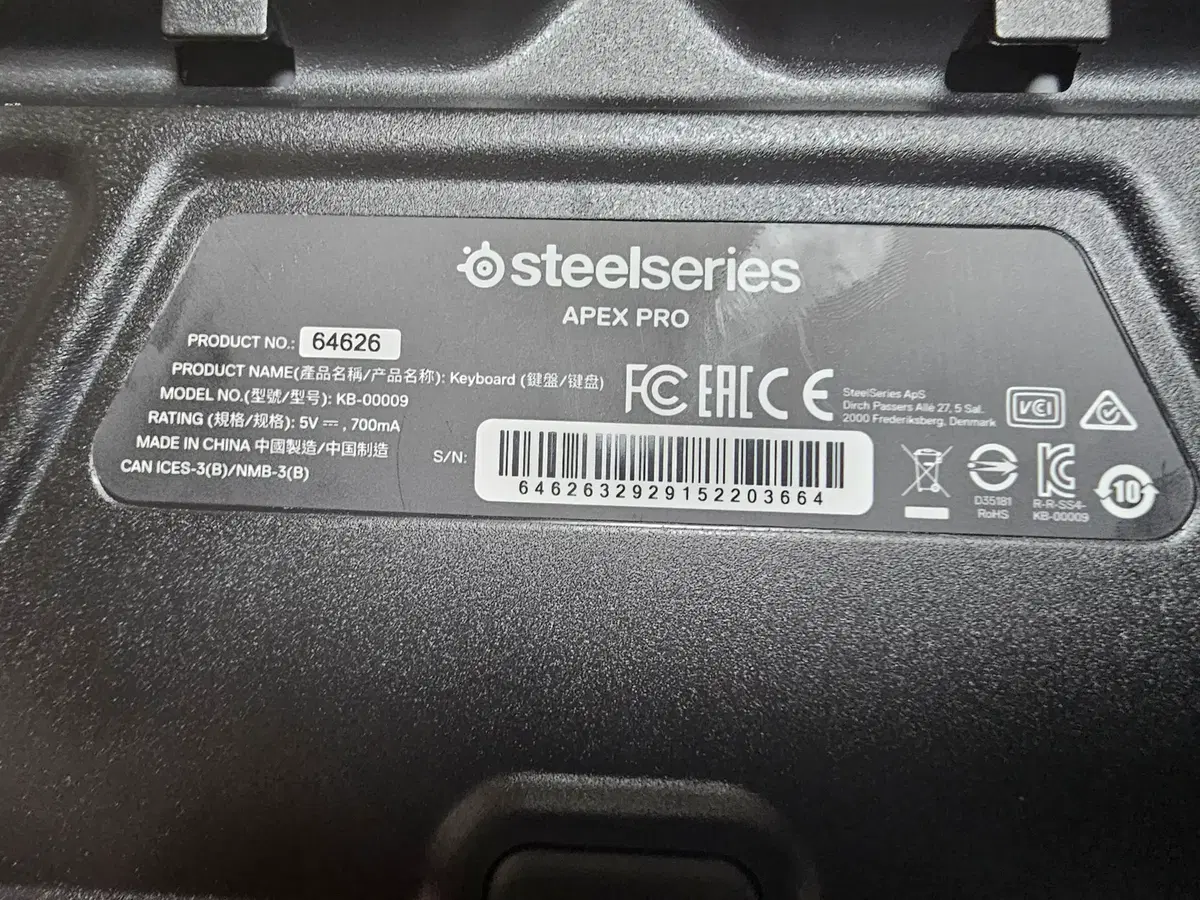 steelseries
APEX PRO
PRODUCT NO.: 64626
PRODUCT NAME(產品名稱/产品名称): Keyboard (鍵盤/键盘)
MODEL NO.(型號/型号): KB-00009
RATING (規格/规格): 5V ⎓, 700mA
MADE IN CHINA 中國製造/中国制造
CAN ICES-3(B)/NMB-3(B)
FC EAC CE
SteelSeries ApS
Dirch Passers Allé 27, 5 Sal.
2000 Frederiksberg, Denmark
VCI
S/N:
6462632929152203664
D35181
RoHS
KC
R-R-SS4-
KB-00009
10